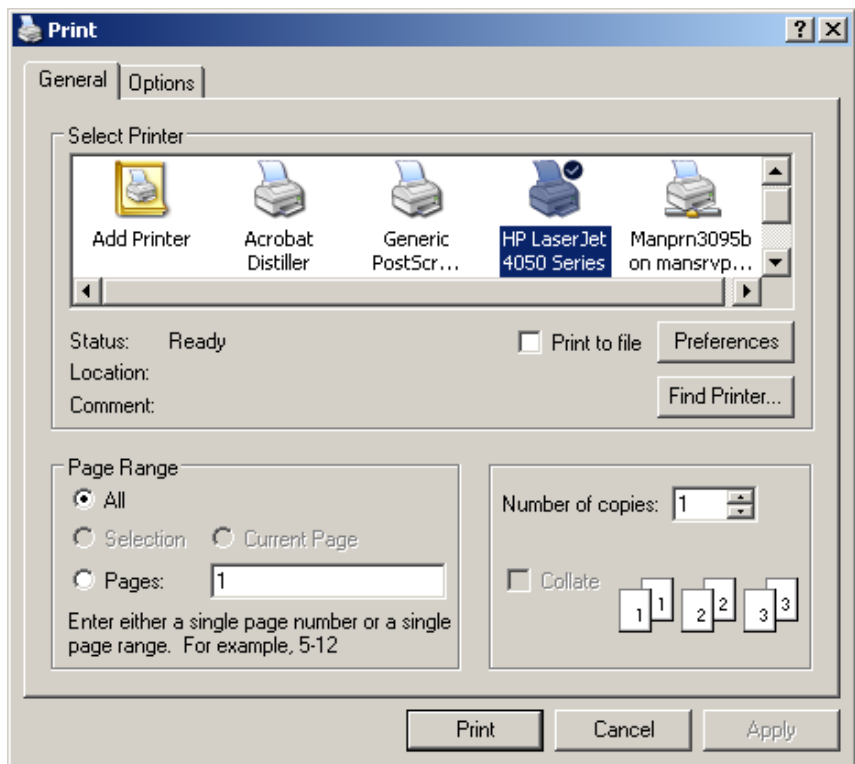 Print
General Options
Select Printer
Add Printer
Acrobat
Distiller
Generic
PostScr...
HP LaserJet
4050 Series
Manprn3095b
on mansrvp...
Status: Ready
Location:
Comment:
Print to file
Preferences
Find Printer...
Page Range
All
Selection Current Page
Pages: 1
Enter either a single page number or a single
page range. For example, 5-12
Number of copies: 1
Collate
1 1 2 2 3 3
Print Cancel Apply